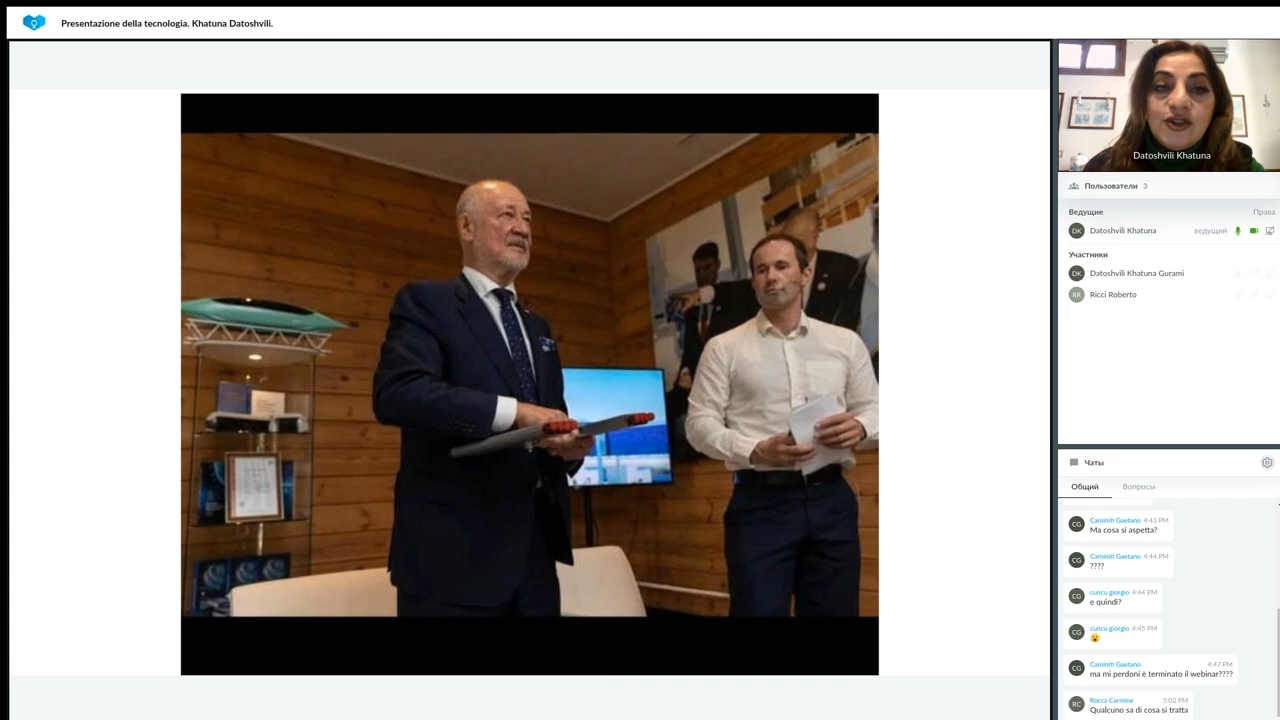 Presentazione della tecnologia. Khatuna Datoshvili.
Datoshvili Khatuna
Пользователи 3
Ведущие Права
DK Datoshvili Khatuna ведущий
Участники
DK Datoshvili Khatuna Gurami
RR Ricci Roberto
Чаты
Общий Вопросы
CG Caminiti Gaetano 4:43 PM
Ma cosa si aspetta?
CG Caminiti Gaetano 4:44 PM
????
CG cuncu giorgio 4:44 PM
e quindi?
CG cuncu giorgio 4:45 PM
😮
CG Caminiti Gaetano 4:47 PM
ma mi perdoni è terminato il webinar????
RC Rocca Carmine 5:02 PM
Qualcuno sa di cosa si tratta